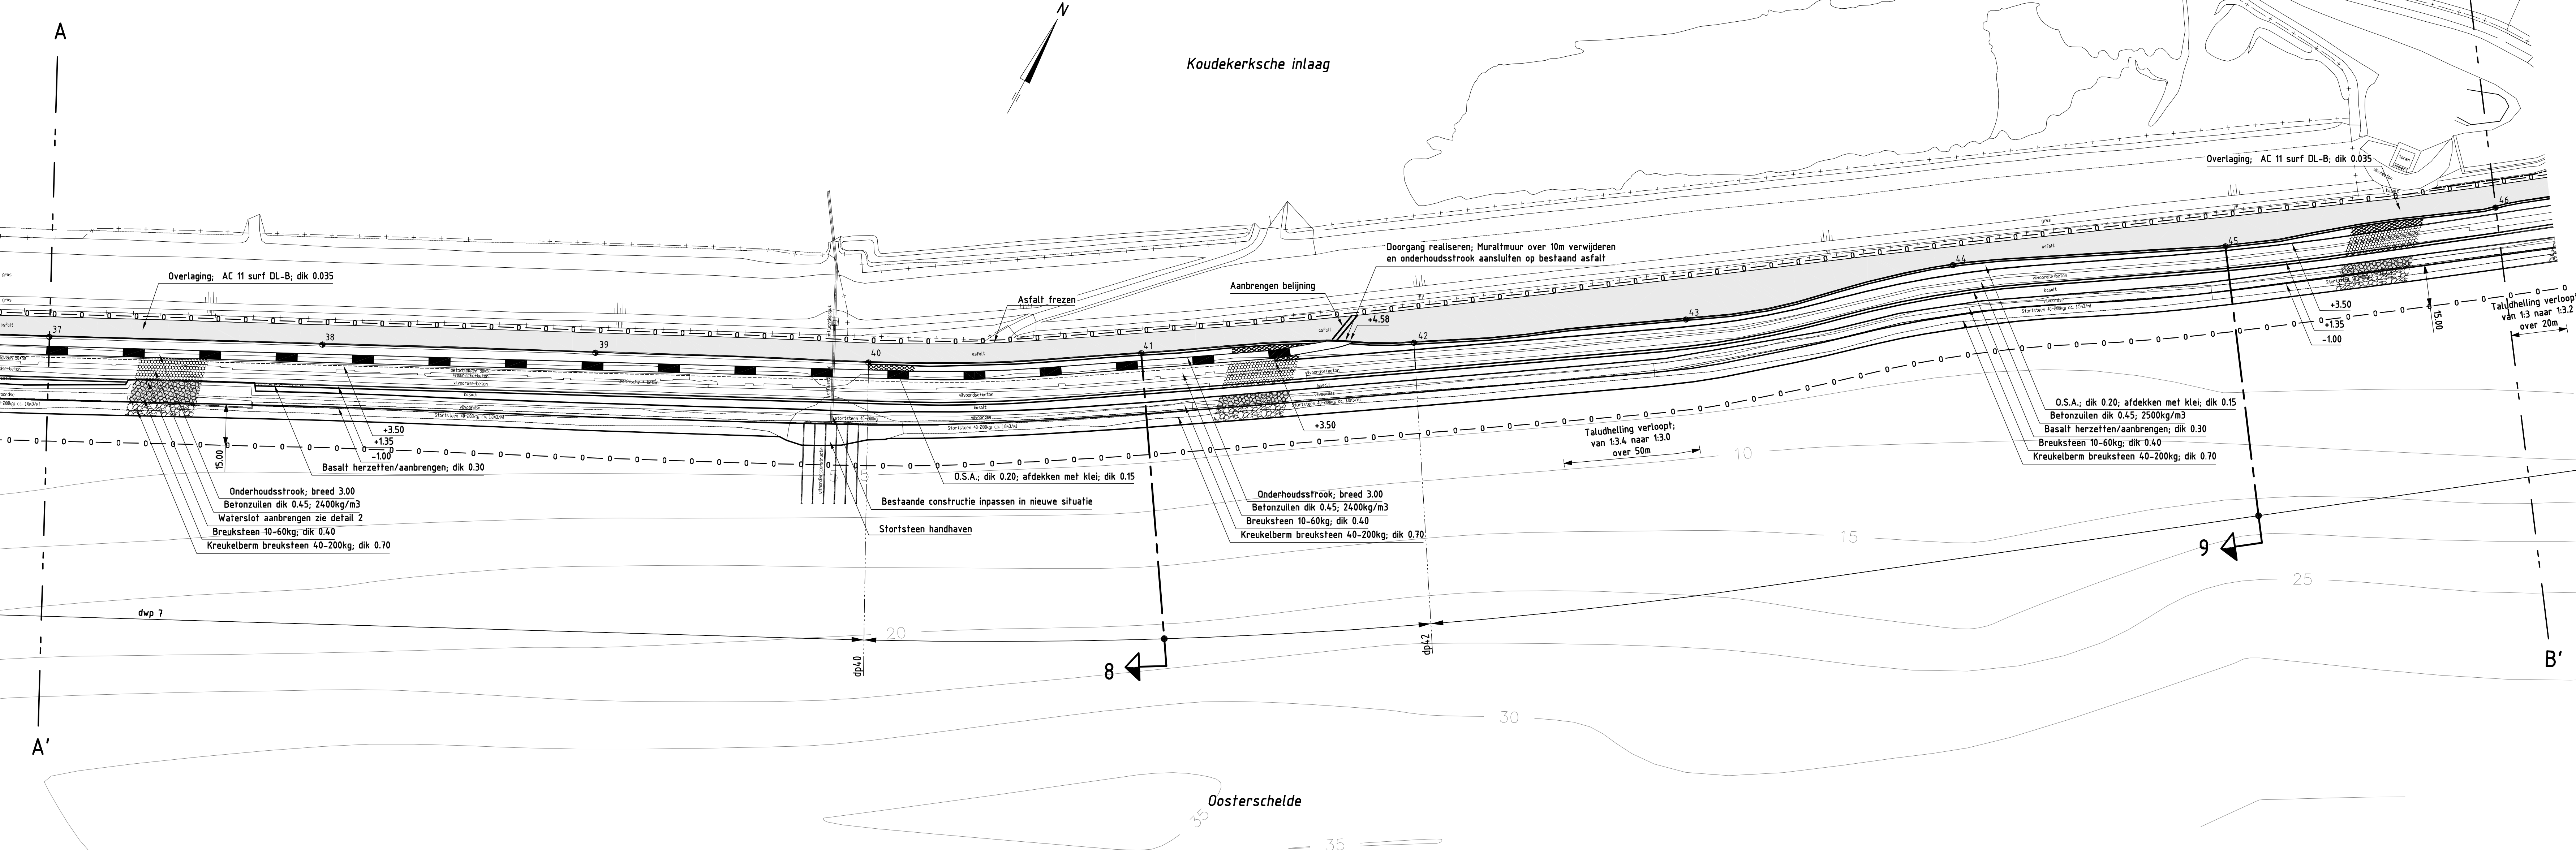 A
N
Koudekerksche inlaag
Overlaging; AC 11 surf DL-B; dik 0.035
toren
gras
gras
gras
asfalt
asfalt
asfalt
asfalt
37
38
39
40
41
42
43
44
45
46
Overlaging; AC 11 surf DL-B; dik 0.035
Asfalt frezen
Aanbrengen belijning
Doorgang realiseren; Muraltmuur over 10m verwijderen
en onderhoudsstrook aansluiten op bestaand asfalt
+4.58
+3.50
+1.35
-1.00
15.00
Basalt herzetten/aanbrengen; dik 0.30
Onderhoudsstrook; breed 3.00
Betonzuilen dik 0.45; 2400kg/m3
Waterslot aanbrengen zie detail 2
Breuksteen 10-60kg; dik 0.40
Kreukelberm breuksteen 40-200kg; dik 0.70
O.S.A.; dik 0.20; afdekken met klei; dik 0.15
Bestaande constructie inpassen in nieuwe situatie
Stortsteen handhaven
+3.50
Onderhoudsstrook; breed 3.00
Betonzuilen dik 0.45; 2400kg/m3
Breuksteen 10-60kg; dik 0.40
Kreukelberm breuksteen 40-200kg; dik 0.70
Taludhelling verloopt;
van 1:3.4 naar 1:3.0
over 50m
O.S.A.; dik 0.20; afdekken met klei; dik 0.15
Betonzuilen dik 0.45; 2500kg/m3
Basalt herzetten/aanbrengen; dik 0.30
Breuksteen 10-60kg; dik 0.40
Kreukelberm breuksteen 40-200kg; dik 0.70
+3.50
+1.35
-1.00
15.00
Taludhelling verloopt
van 1:3 naar 1:3.2
over 20m
10
15
20
25
30
35
35
dwp 7
dp40
dp42
8
9
A'
B'
Oosterschelde